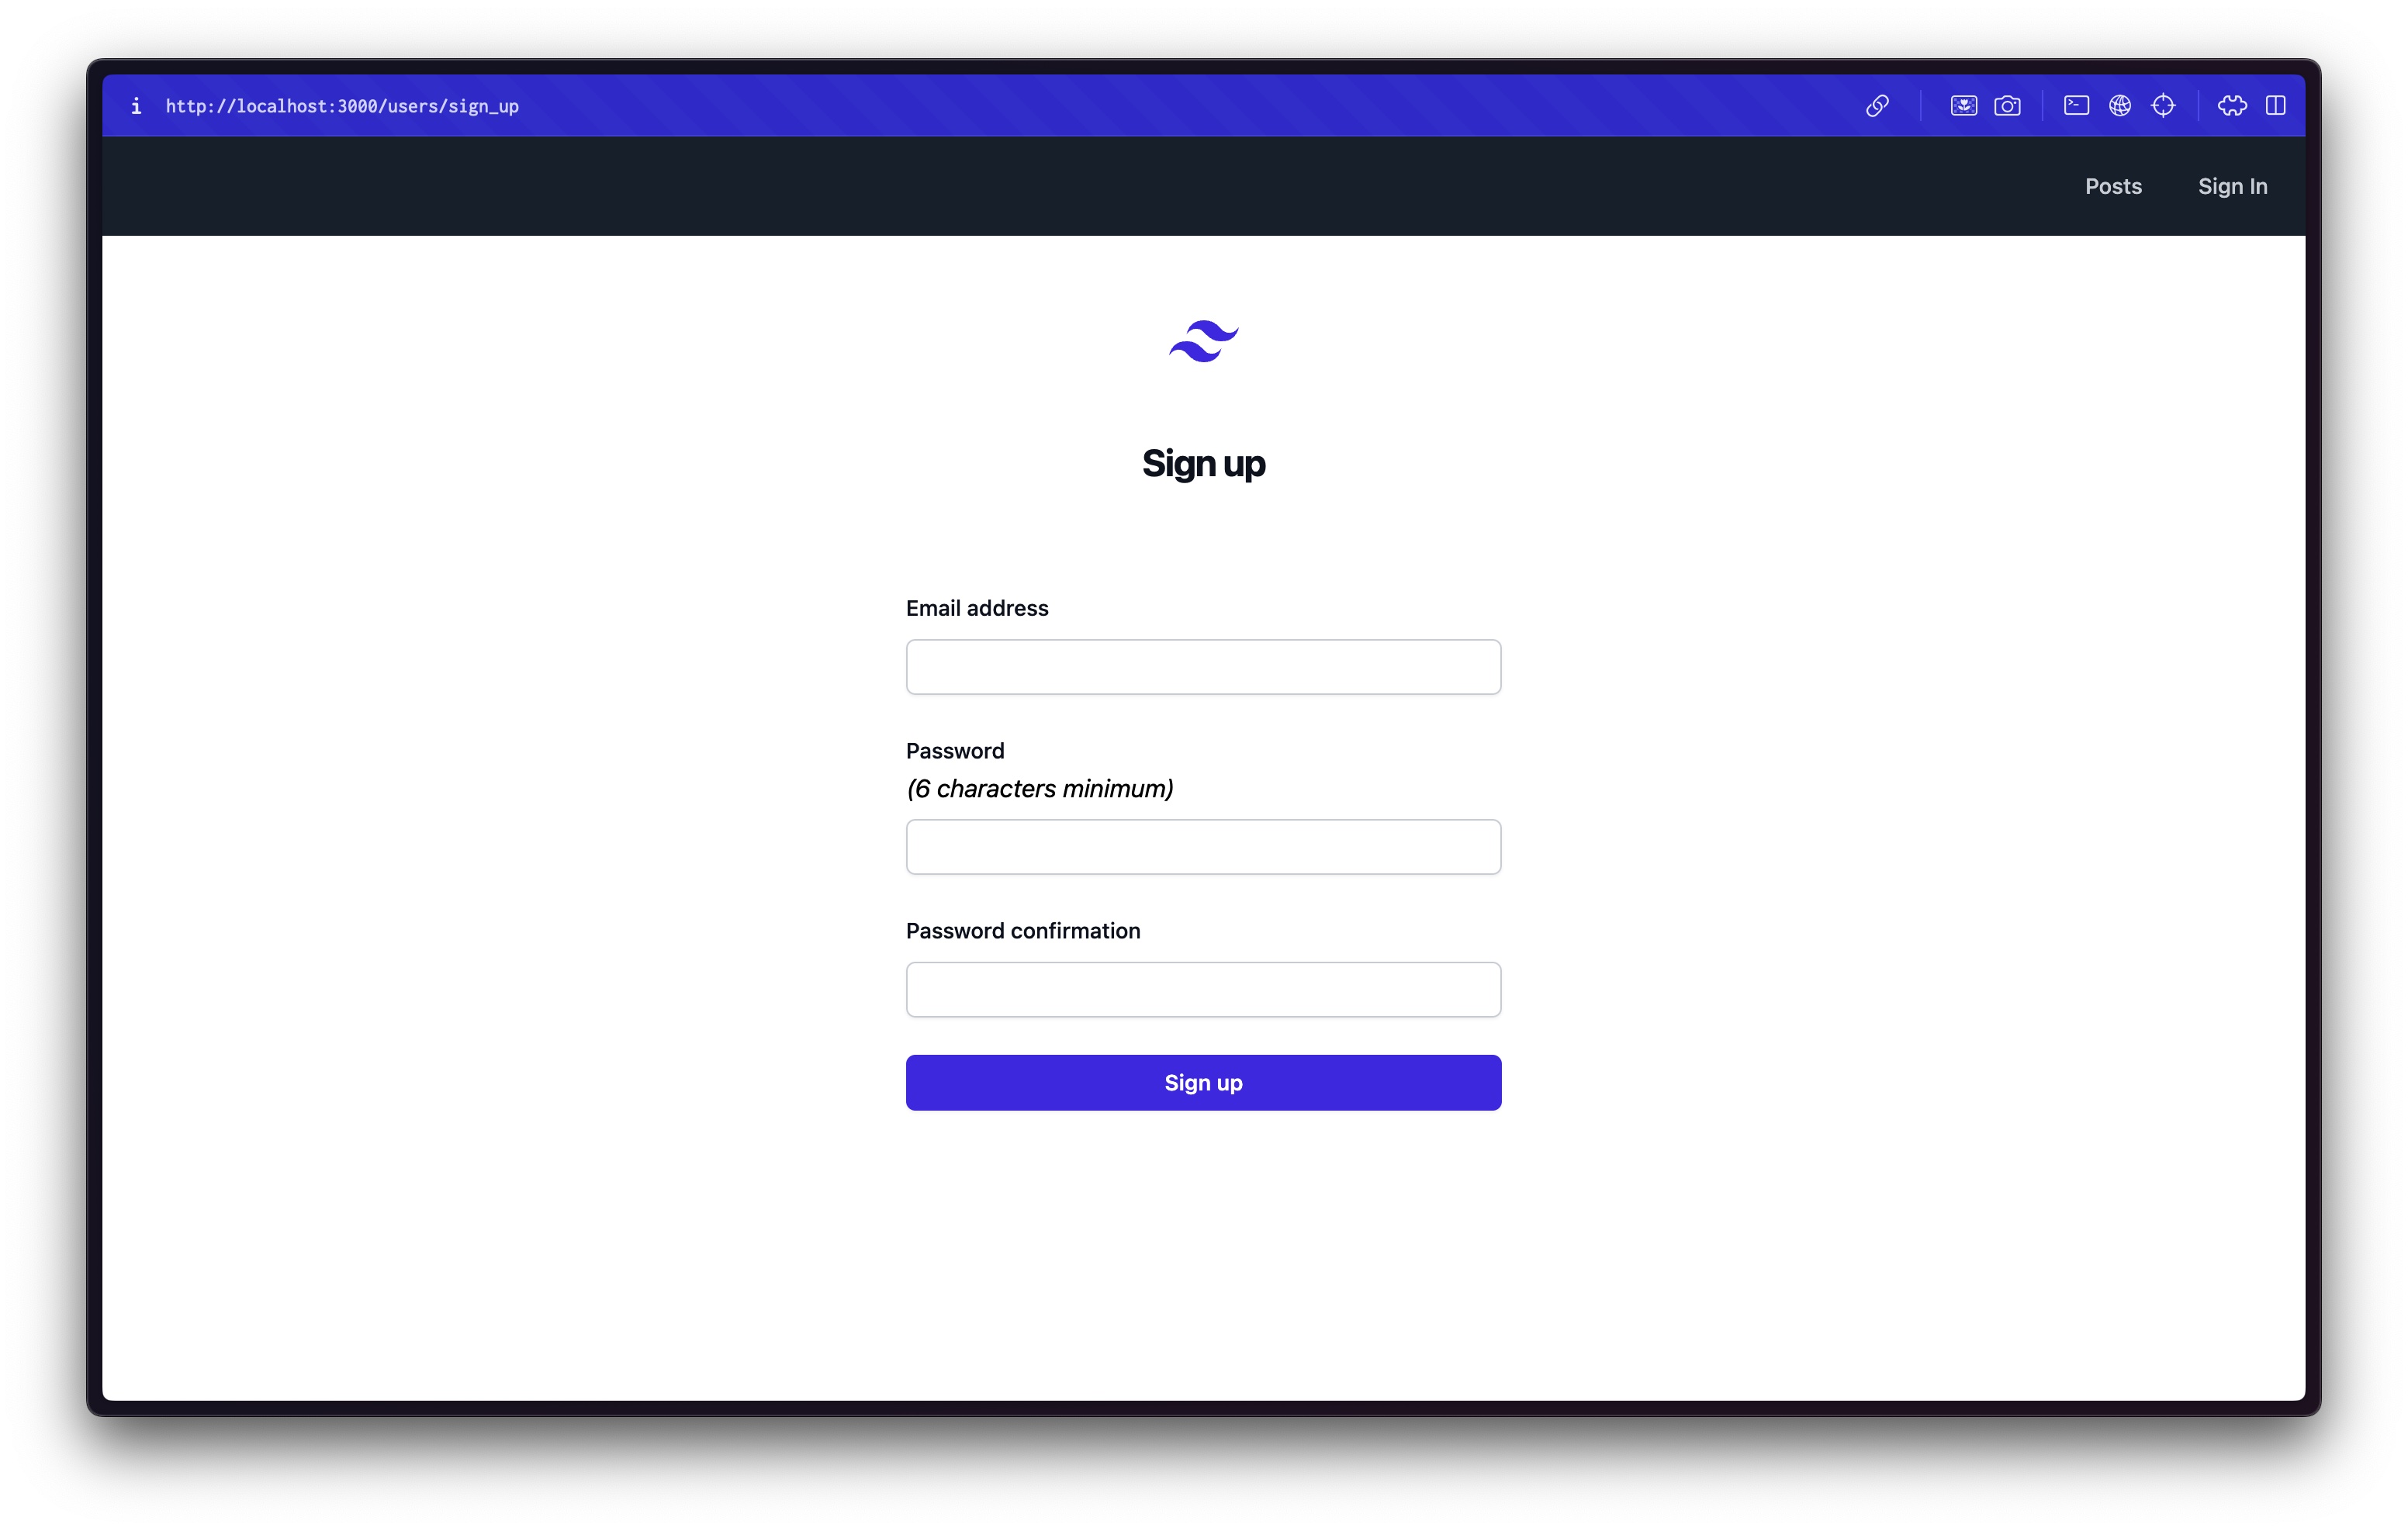 i http://localhost:3000/users/sign_up
Posts Sign In
Sign up
Email address
Password
(6 characters minimum)
Password confirmation
Sign up